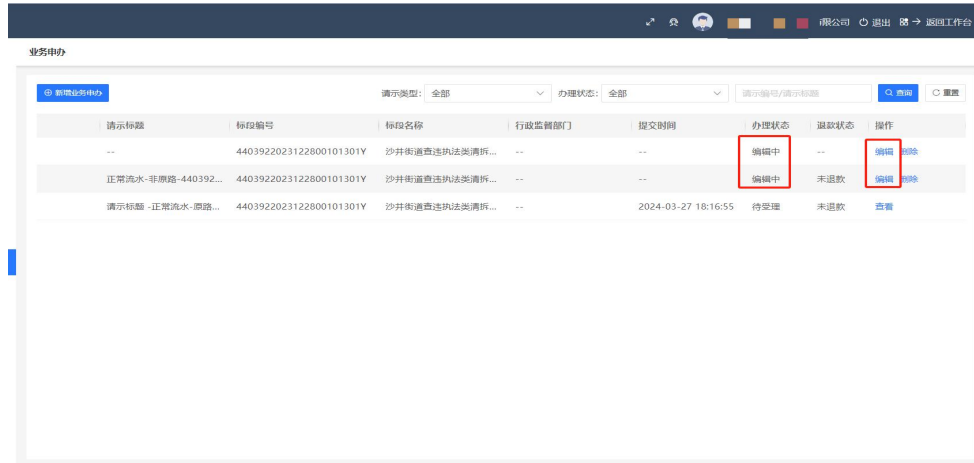 限公司 退出 返回工作台
业务申办
新增业务申办 请示类型: 全部 办理状态: 全部 请示编号/请示标题 查询 重置
请示标题 标段编号 标段名称 行政监督部门 提交时间 办理状态 退款状态 操作
-- 4403922023122800101301Y 沙井街道查违执法类清拆... -- -- 编辑中 -- 编辑 删除
正常流水-非原路-440392... 4403922023122800101301Y 沙井街道查违执法类清拆... -- -- 编辑中 未退款 编辑 删除
请示标题 -正常流水-原路... 4403922023122800101301Y 沙井街道查违执法类清拆... -- 2024-03-27 18:16:55 待受理 未退款 查看